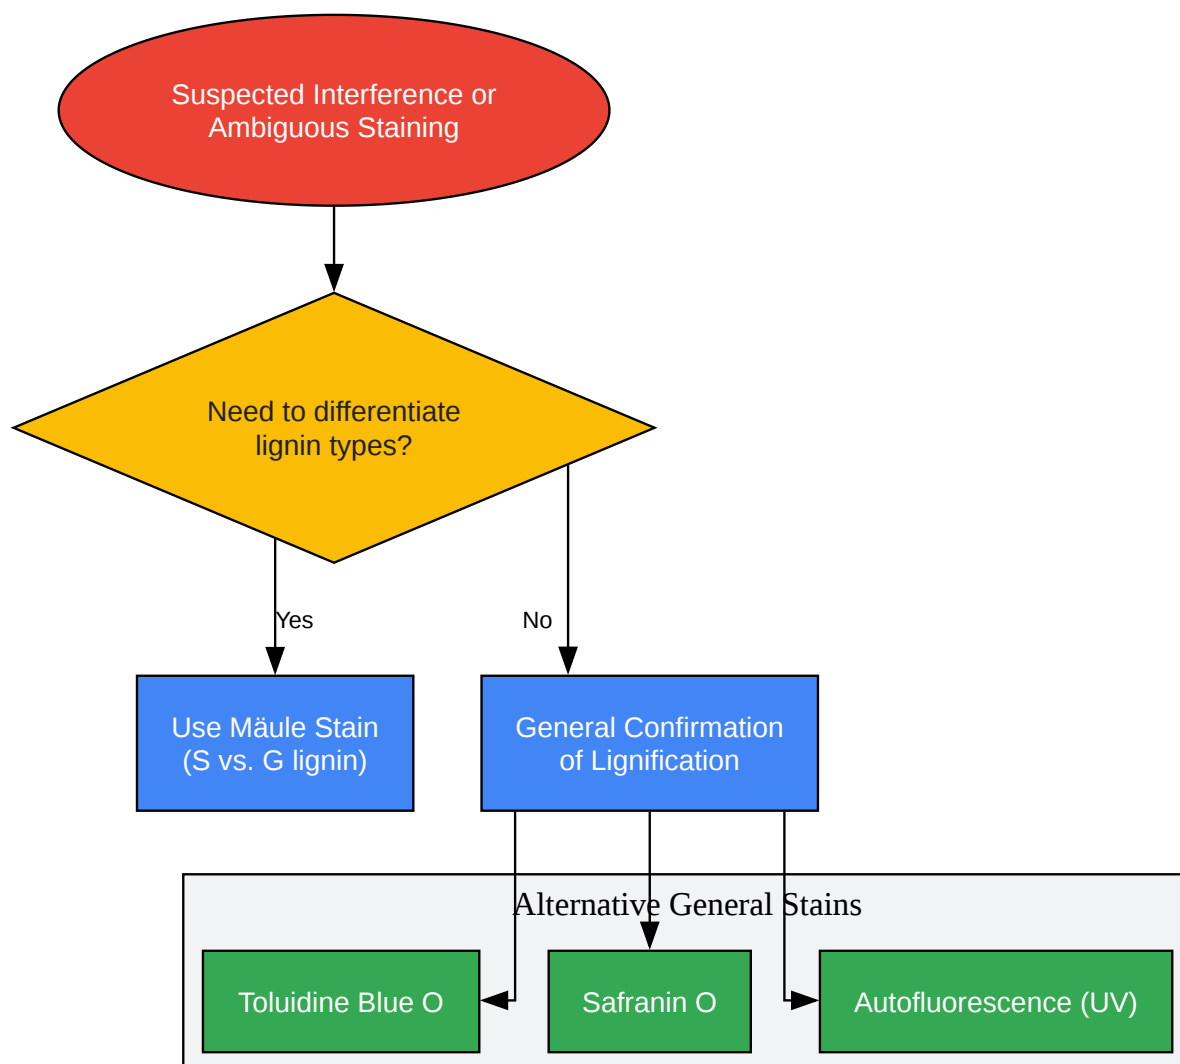 Suspected Interference or
Ambiguous Staining
Need to differentiate
lignin types?
Yes
No
Use Mäule Stain
(S vs. G lignin)
General Confirmation
of Lignification
Alternative General Stains
Toluidine Blue O
Safranin O
Autofluorescence (UV)